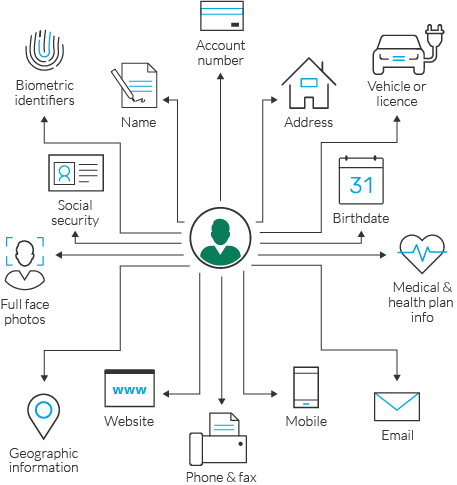 Account
number
Biometric
identifiers
Name
Address
Vehicle or
licence
Social
security
31
Birthdate
Full face
photos
Medical &
health plan
info
www
Website
Mobile
Email
Geographic
information
Phone & fax